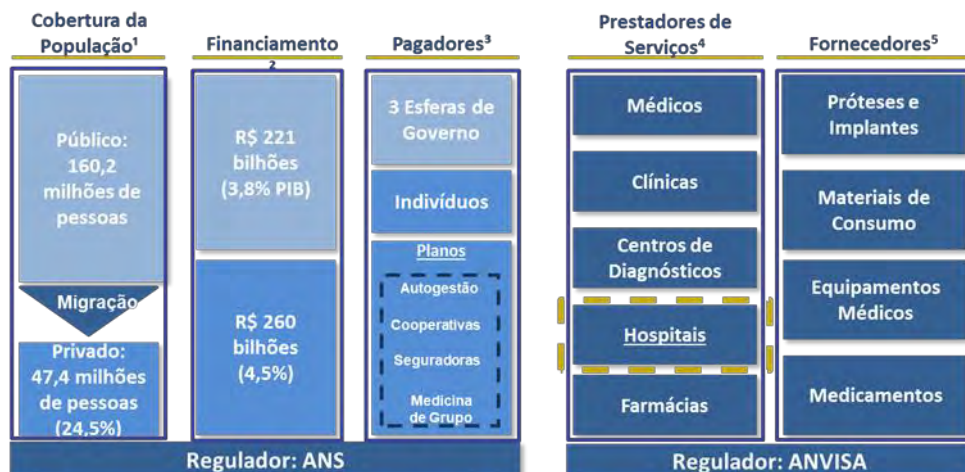 Cobertura da
População¹
Público:
160,2
milhões de
pessoas
Migração
Privado:
47,4 milhões
de pessoas
(24,5%)
Financiamento
2
R$ 221
bilhões
(3,8% PIB)
R$ 260
bilhões
(4,5%)
Pagadores³
3 Esferas de
Governo
Indivíduos
Planos
Autogestão
Cooperativas
Seguradoras
Medicina
de Grupo
Regulador: ANS
Prestadores de
Serviços⁴
Médicos
Clínicas
Centros de
Diagnósticos
Hospitais
Farmácias
Fornecedores⁵
Próteses e
Implantes
Materiais de
Consumo
Equipamentos
Médicos
Medicamentos
Regulador: ANVISA